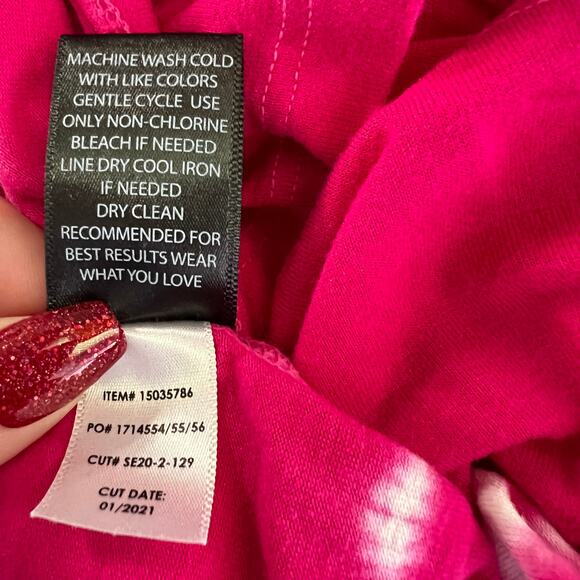 MACHINE WASH COLD
WITH LIKE COLORS
GENTLE CYCLE USE
ONLY NON-CHLORINE
BLEACH IF NEEDED
LINE DRY COOL IRON
IF NEEDED
DRY CLEAN
RECOMMENDED FOR
BEST RESULTS WEAR
WHAT YOU LOVE
ITEM# 15035786
PO# 1714554/55/56
CUT# SE20-2-129
CUT DATE:
01/2021